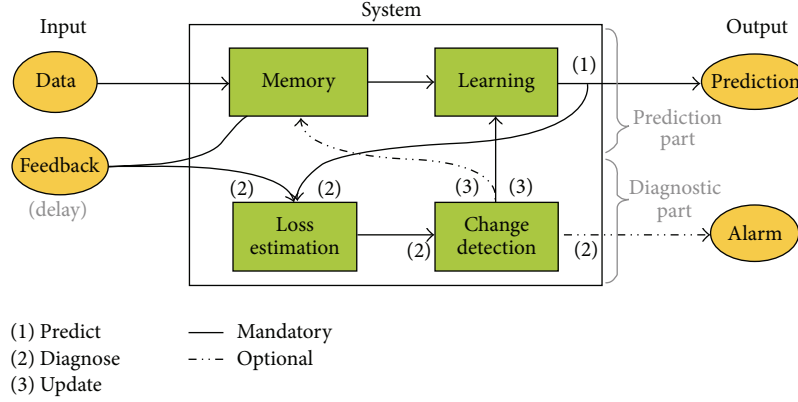 System
Input
Output
Data
Memory
Learning
(1)
Prediction
Prediction
part
Feedback
(delay)
(2)
(2)
(3)
(3)
Diagnostic
part
Loss
estimation
(2)
Change
detection
(2)
Alarm
(1) Predict
(2) Diagnose
(3) Update
Mandatory
Optional